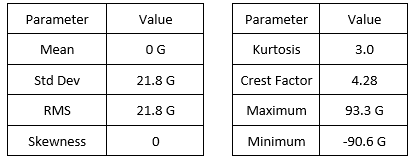 Parameter Value
Mean 0 G
Std Dev 21.8 G
RMS 21.8 G
Skewness 0
Parameter Value
Kurtosis 3.0
Crest Factor 4.28
Maximum 93.3 G
Minimum -90.6 G